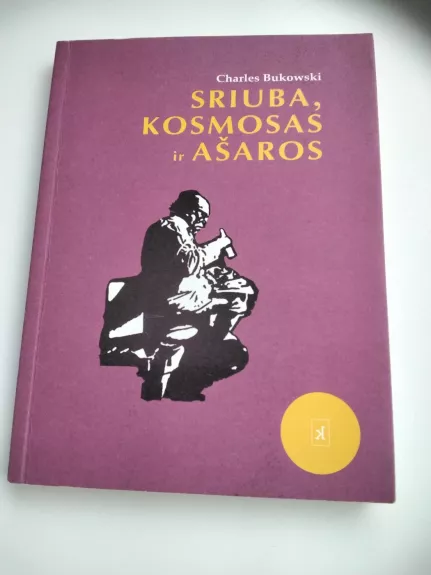 Charles Bukowski
SRIUBA,
KOSMOSAS
ir AŠAROS
k